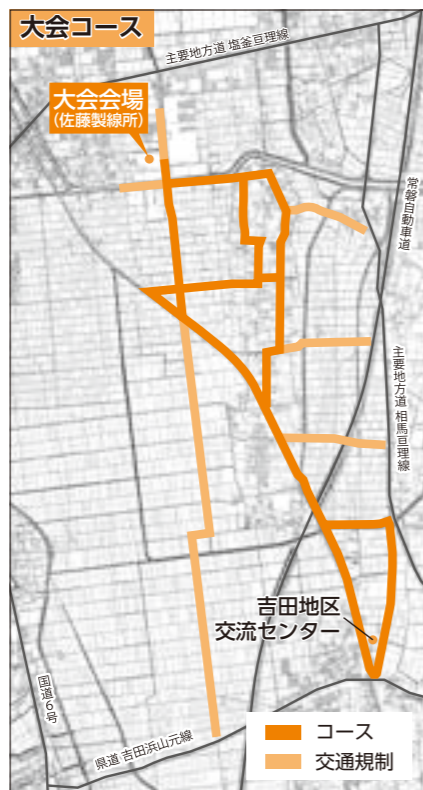 大会コース
主要地方道 塩釜亘理線
大会会場
(佐藤製線所)
常磐自動車道
主要地方道 相馬亘理線
吉田地区
交流センター
国道6号
県道 吉田浜山元線
コース
交通規制